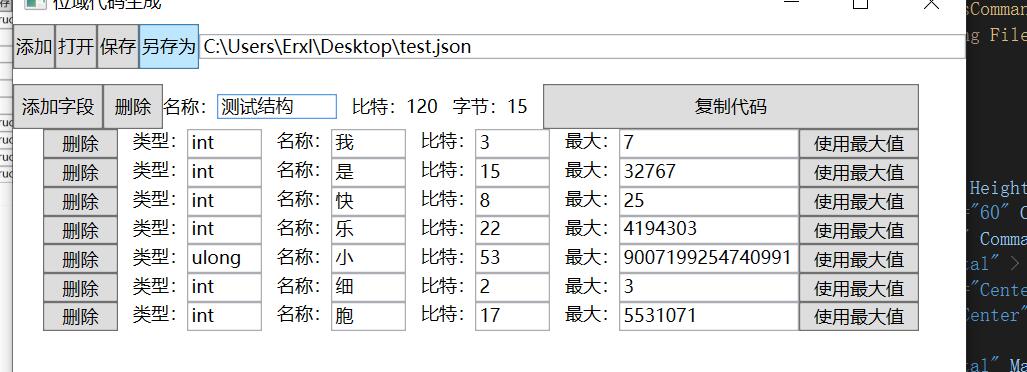 位域代码生成
添加 打开 保存 另存为 C:\Users\Erxl\Desktop\test.json
添加字段 删除 名称： 测试结构 比特：120 字节：15 复制代码
删除 类型： int 名称： 我 比特： 3 最大： 7 使用最大值
删除 类型： int 名称： 是 比特： 15 最大： 32767 使用最大值
删除 类型： int 名称： 快 比特： 8 最大： 25 使用最大值
删除 类型： int 名称： 乐 比特： 22 最大： 4194303 使用最大值
删除 类型： ulong 名称： 小 比特： 53 最大： 9007199254740991 使用最大值
删除 类型： int 名称： 细 比特： 2 最大： 3 使用最大值
删除 类型： int 名称： 胞 比特： 17 最大： 5531071 使用最大值
sComman
ng File
Height
="60" C
" Comma
tal" >
="Cente
Center"
tal" Ma